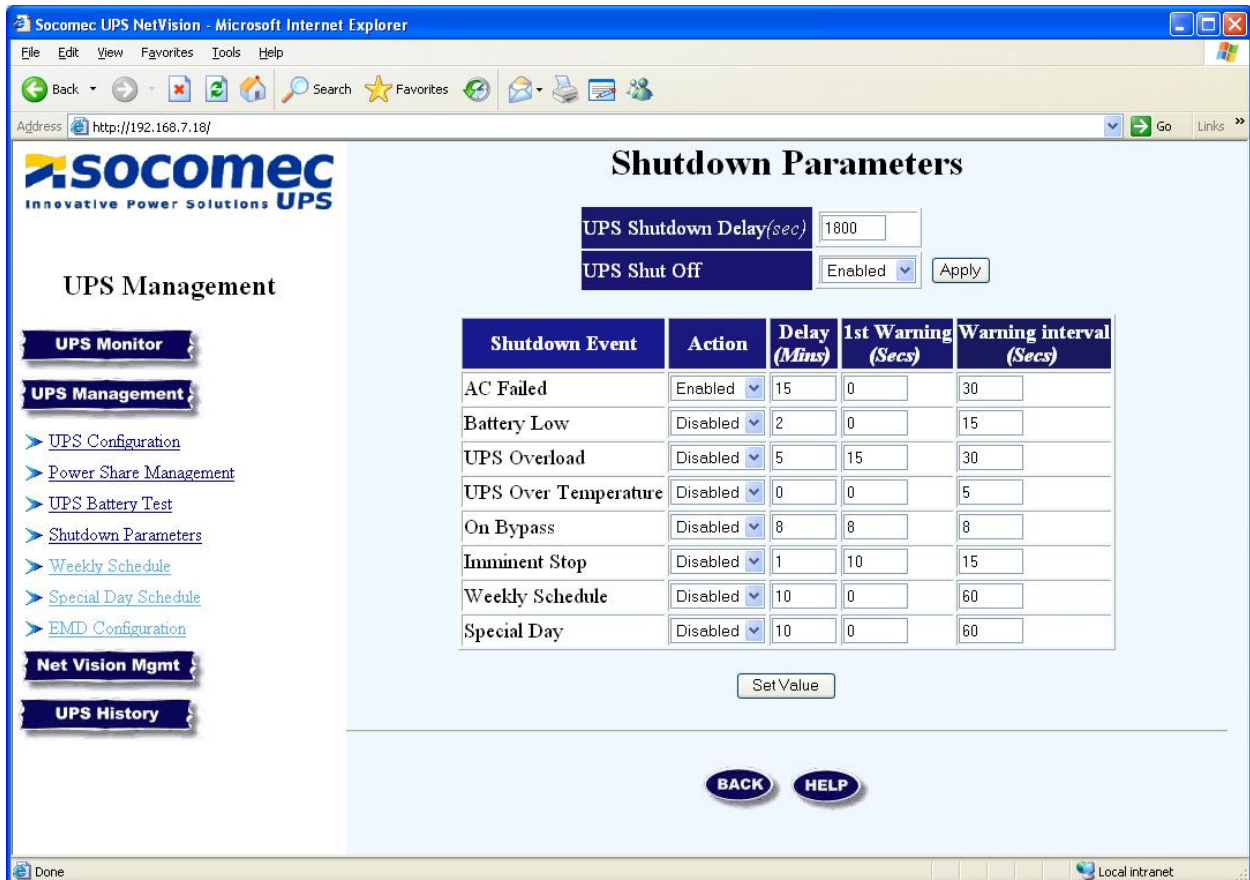 Socomec UPS NetVision - Microsoft Internet Explorer
File Edit View Favorites Tools Help
Back Search Favorites
Address http://192.168.7.18/ Go Links »
socomec
Innovative Power Solutions UPS
UPS Management
UPS Monitor
UPS Management
UPS Configuration
Power Share Management
UPS Battery Test
Shutdown Parameters
Weekly Schedule
Special Day Schedule
EMD Configuration
Net Vision Mgmt
UPS History
Shutdown Parameters
UPS Shutdown Delay(sec) 1800
UPS Shut Off Enabled Apply
Shutdown Event Action Delay (Mins) 1st Warning (Secs) Warning interval (Secs)
AC Failed Enabled 15 0 30
Battery Low Disabled 2 0 15
UPS Overload Disabled 5 15 30
UPS Over Temperature Disabled 0 0 5
On Bypass Disabled 8 8 8
Imminent Stop Disabled 1 10 15
Weekly Schedule Disabled 10 0 60
Special Day Disabled 10 0 60
Set Value
BACK HELP
Done Local intranet